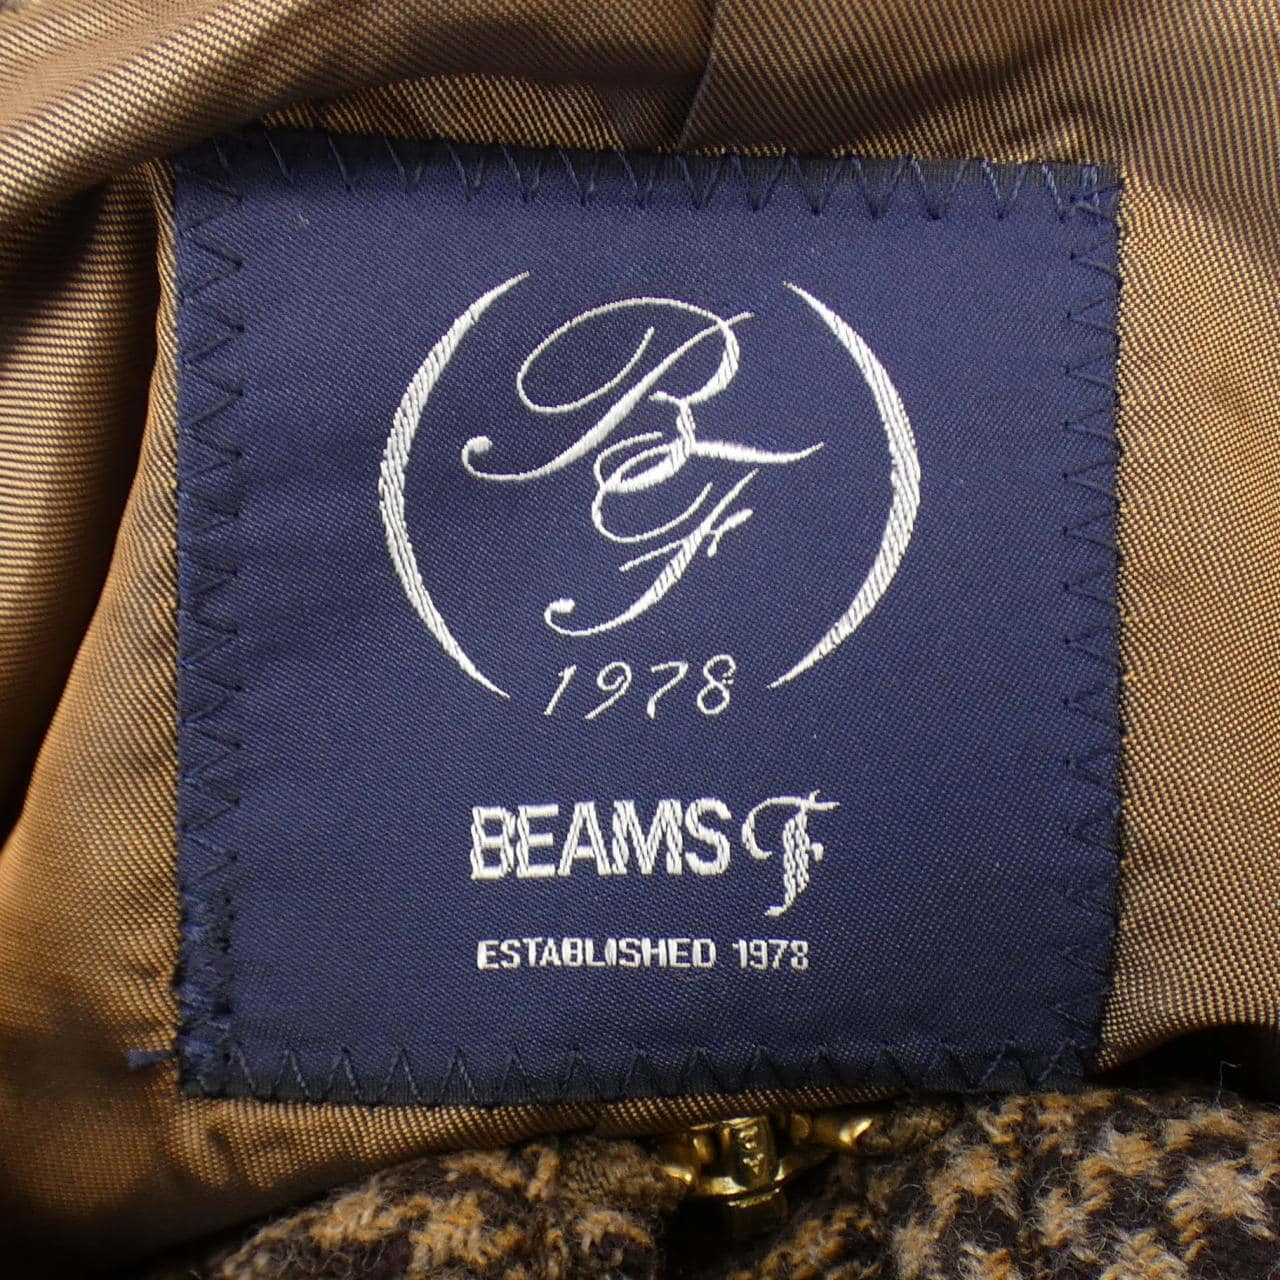 BF
1978
BEAMS F
ESTABLISHED 1978